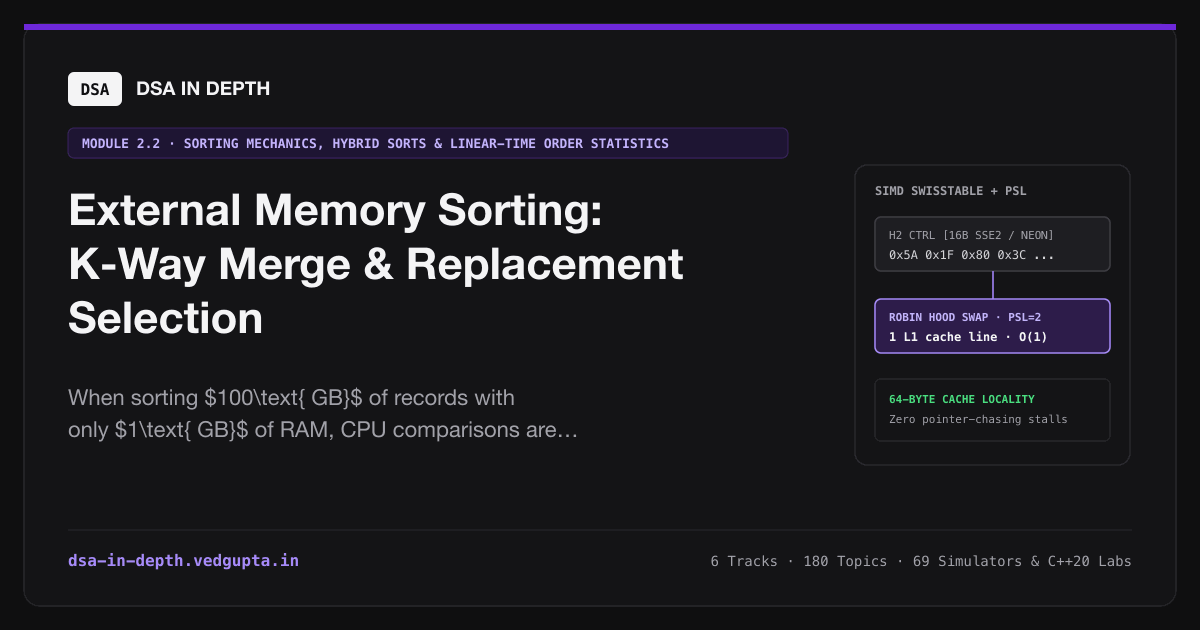 DSA
DSA IN DEPTH
MODULE 2.2 · SORTING MECHANICS, HYBRID SORTS & LINEAR-TIME ORDER STATISTICS
External Memory Sorting:
K-Way Merge & Replacement
Selection
When sorting $100\text{ GB}$ of records with
only $1\text{ GB}$ of RAM, CPU comparisons are…
SIMD SWISSTABLE + PSL
H2 CTRL [16B SSE2 / NEON]
0x5A 0x1F 0x80 0x3C ...
ROBIN HOOD SWAP · PSL=2
1 L1 cache line · O(1)
64-BYTE CACHE LOCALITY
Zero pointer-chasing stalls
dsa-in-depth.vedgupta.in
6 Tracks · 180 Topics · 69 Simulators & C++20 Labs